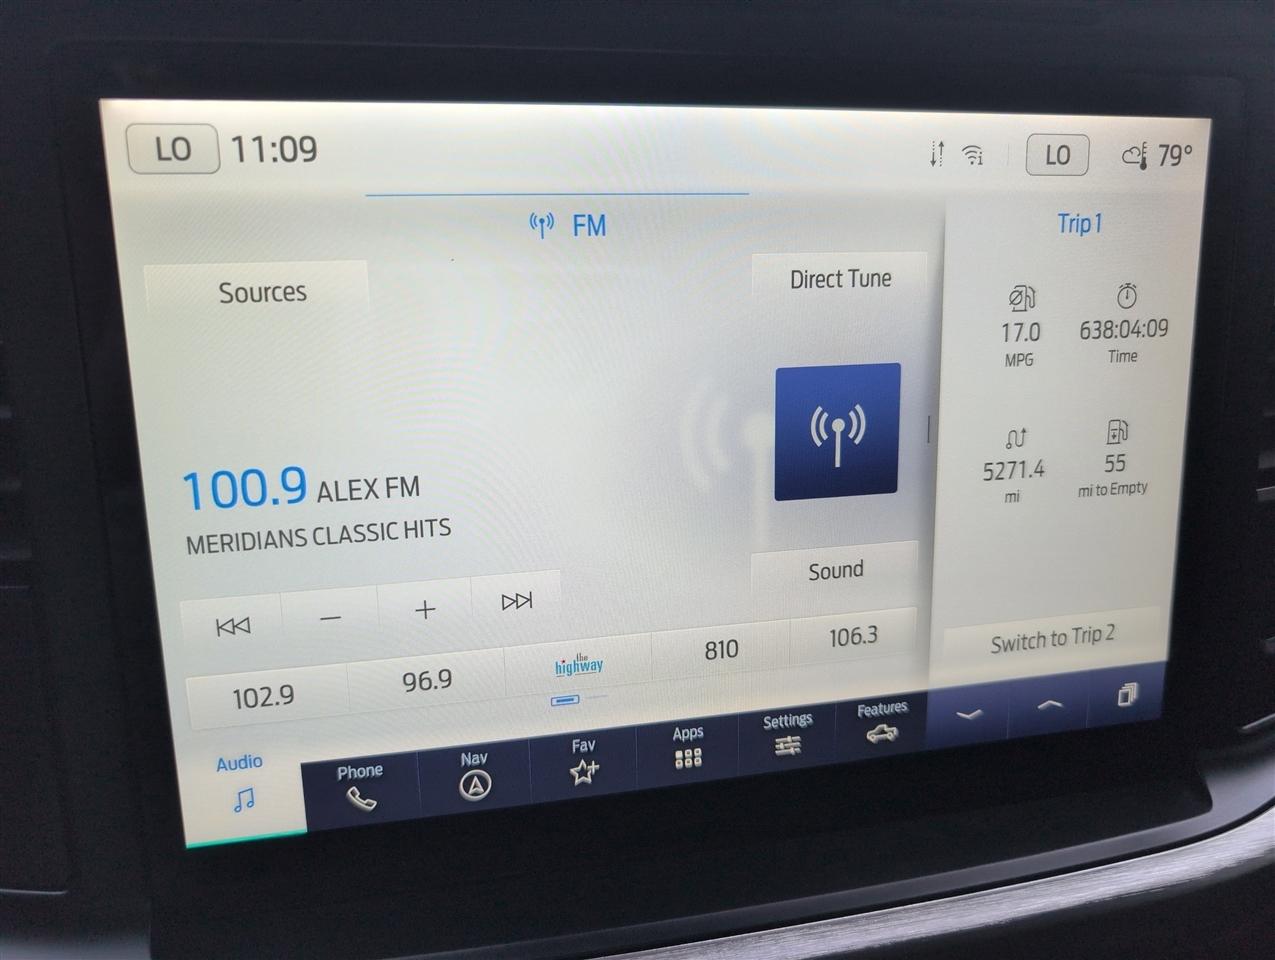 LO 11:09 LO 79°
FM
Trip 1
Sources
Direct Tune
17.0
MPG
638:04:09
Time
5271.4
mi
55
mi to Empty
100.9 ALEX FM
MERIDIANS CLASSIC HITS
Sound
Switch to Trip 2
102.9
96.9
the
highway
810
106.3
Audio
Phone
Nav
Fav
Apps
Settings
Features